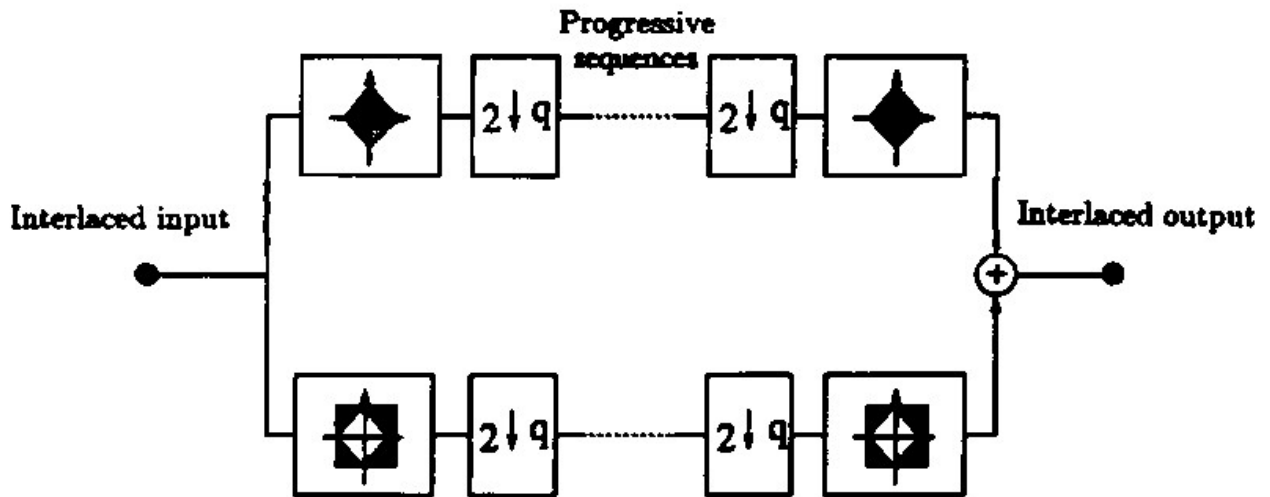 Progressive
sequences
2↓q
2↓q
Interlaced input
Interlaced output
+
2↓q
2↓q